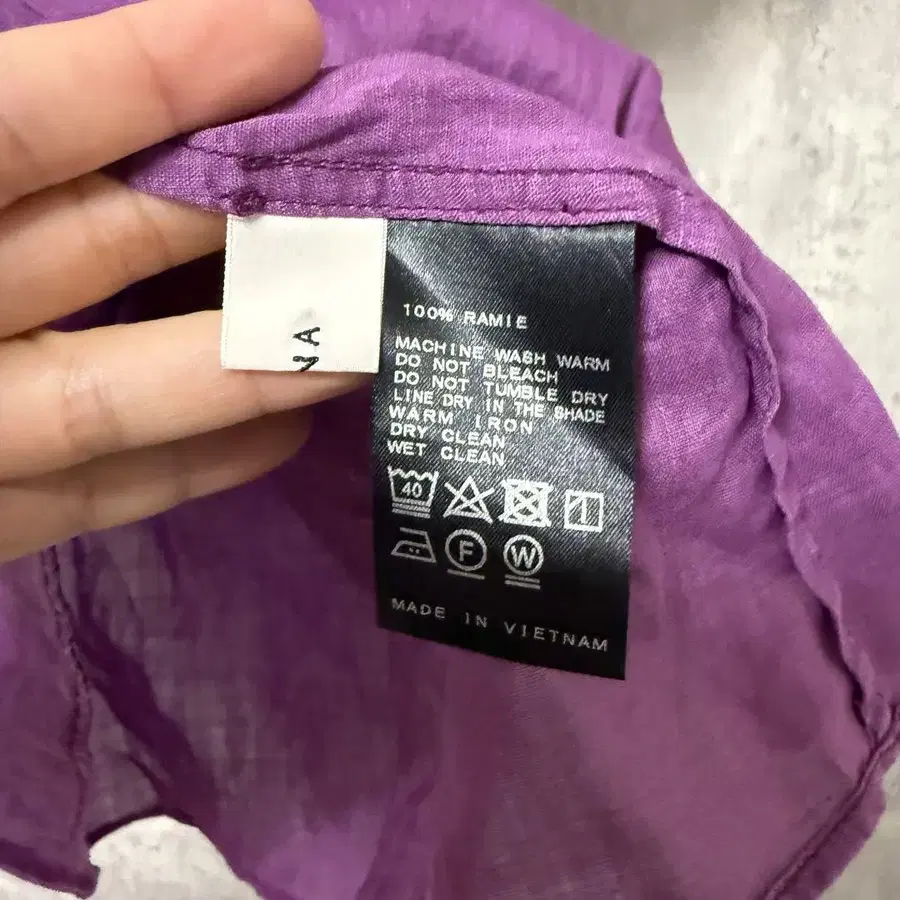 NA
100% RAMIE
MACHINE WASH WARM
DO NOT BLEACH
DO NOT TUMBLE DRY
LINE DRY IN THE SHADE
WARM IRON
DRY CLEAN
WET CLEAN
40
F W
MADE IN VIETNAM